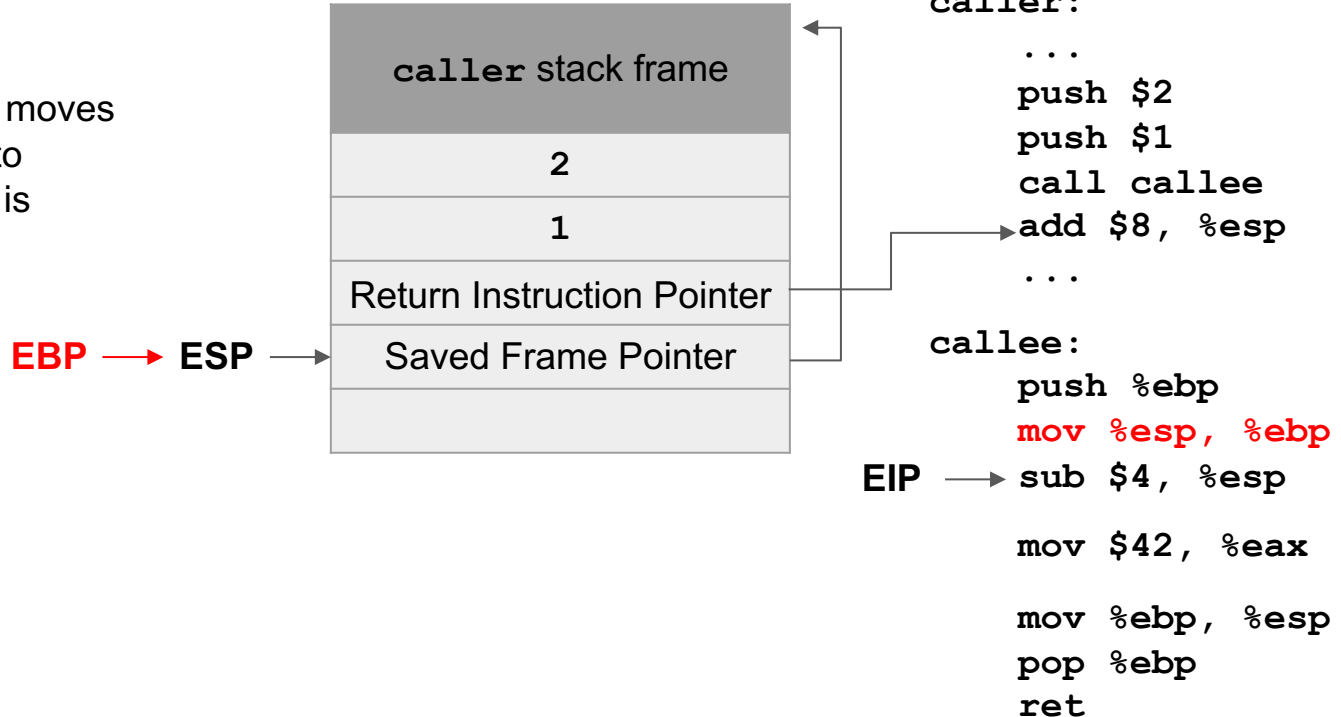 moves
to
is
caller stack frame
2
1
Return Instruction Pointer
Saved Frame Pointer
EBP
ESP
caller:
...
push $2
push $1
call callee
add $8, %esp
...
callee:
push %ebp
mov %esp, %ebp
EIP
sub $4, %esp
mov $42, %eax
mov %ebp, %esp
pop %ebp
ret